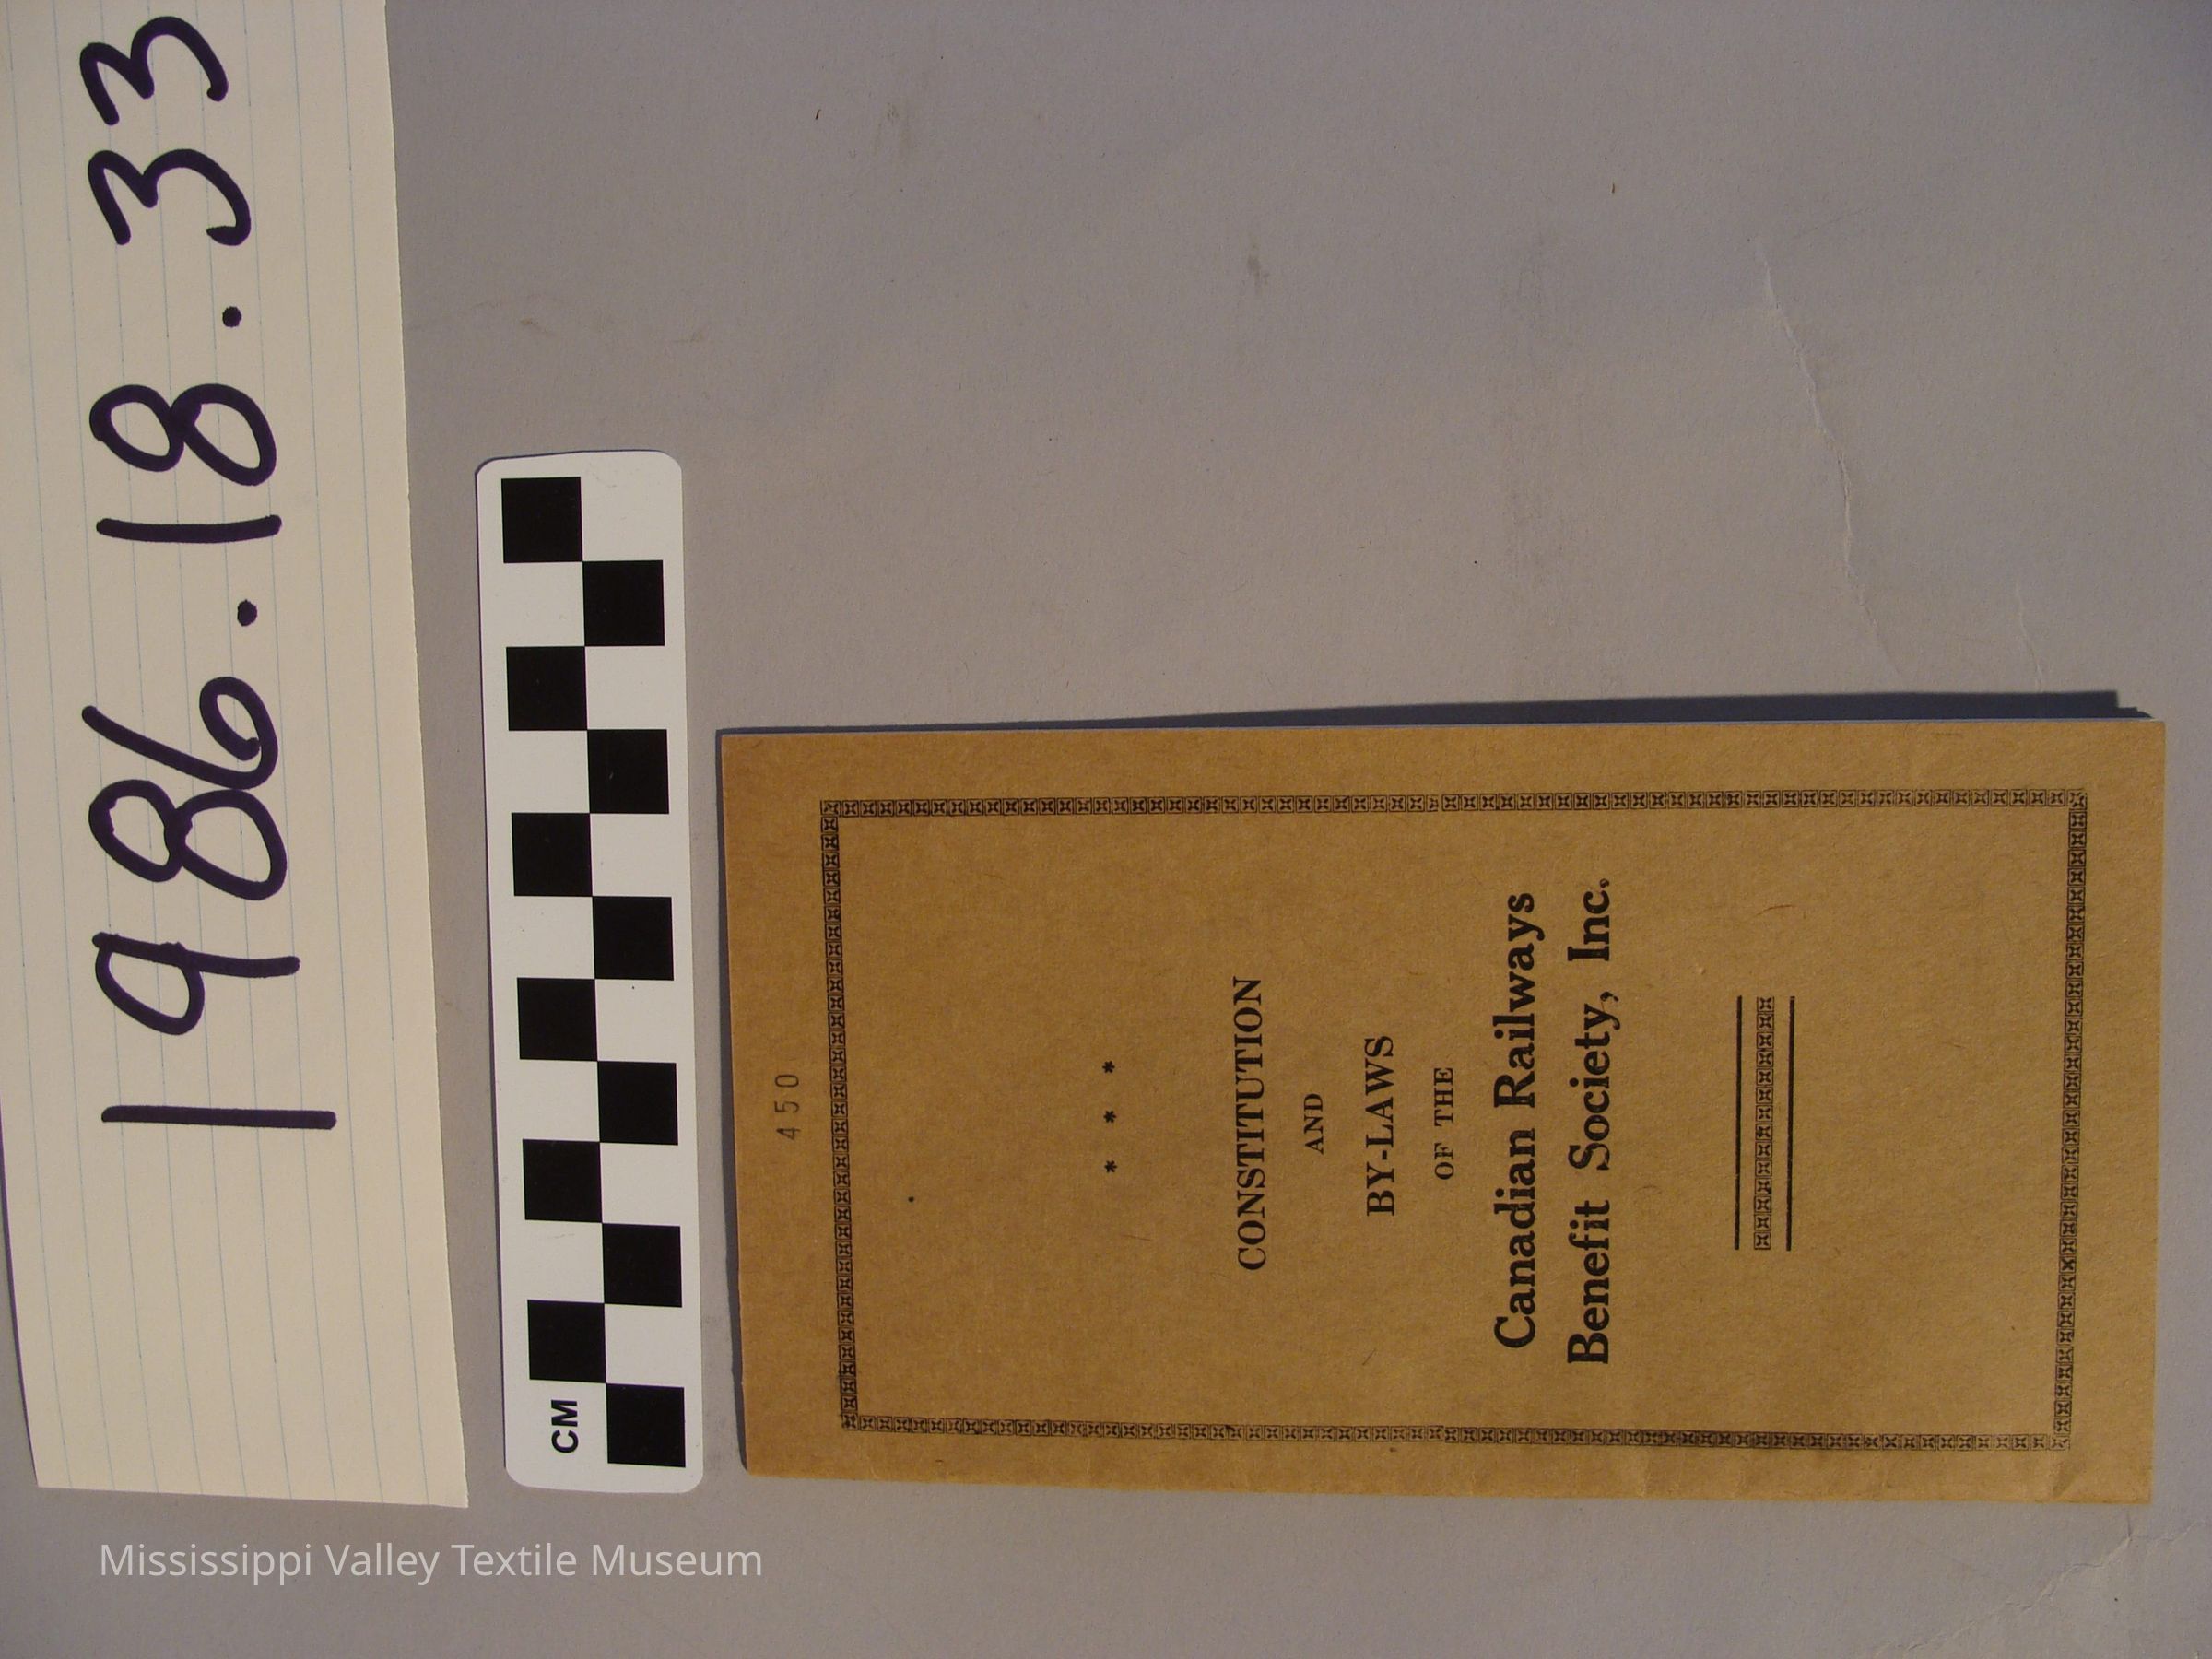 1986.18.33
CM
450
* * *
CONSTITUTION
AND
BY-LAWS
OF THE
Canadian Railways
Benefit Society, Inc.
Mississippi Valley Textile Museum